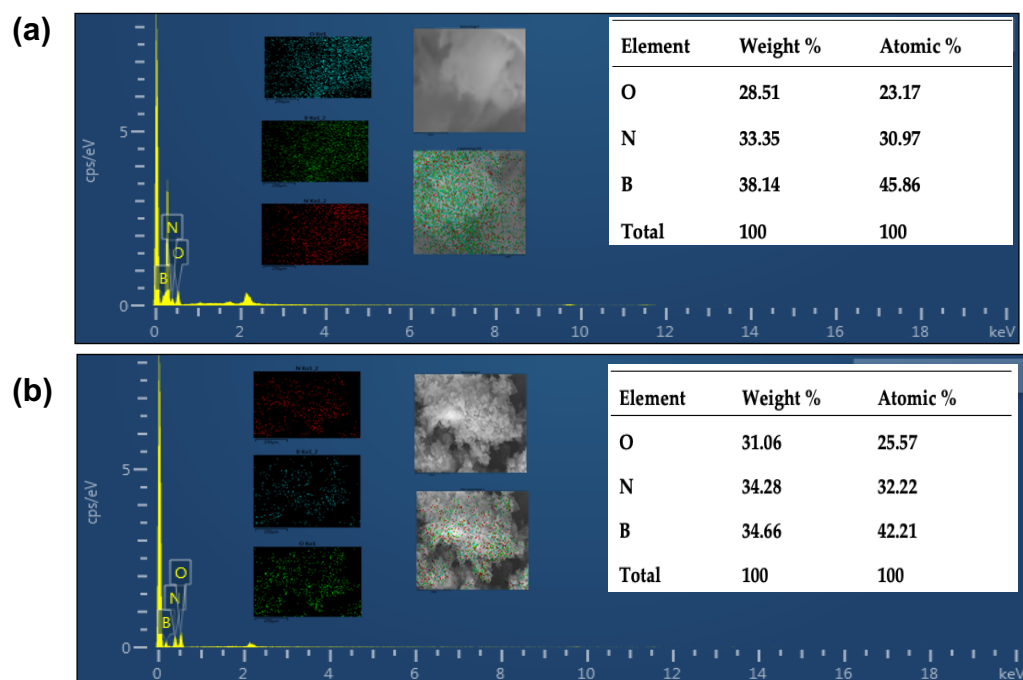 (a)
cps/eV
5
0
B
N
O
0 2 4 6 8 10 12 14 16 18 keV
Element Weight % Atomic %
O 28.51 23.17
N 33.35 30.97
B 38.14 45.86
Total 100 100
(b)
cps/eV
5
0
B
N
O
0 2 4 6 8 10 12 14 16 18 20 keV
Element Weight % Atomic %
O 31.06 25.57
N 34.28 32.22
B 34.66 42.21
Total 100 100